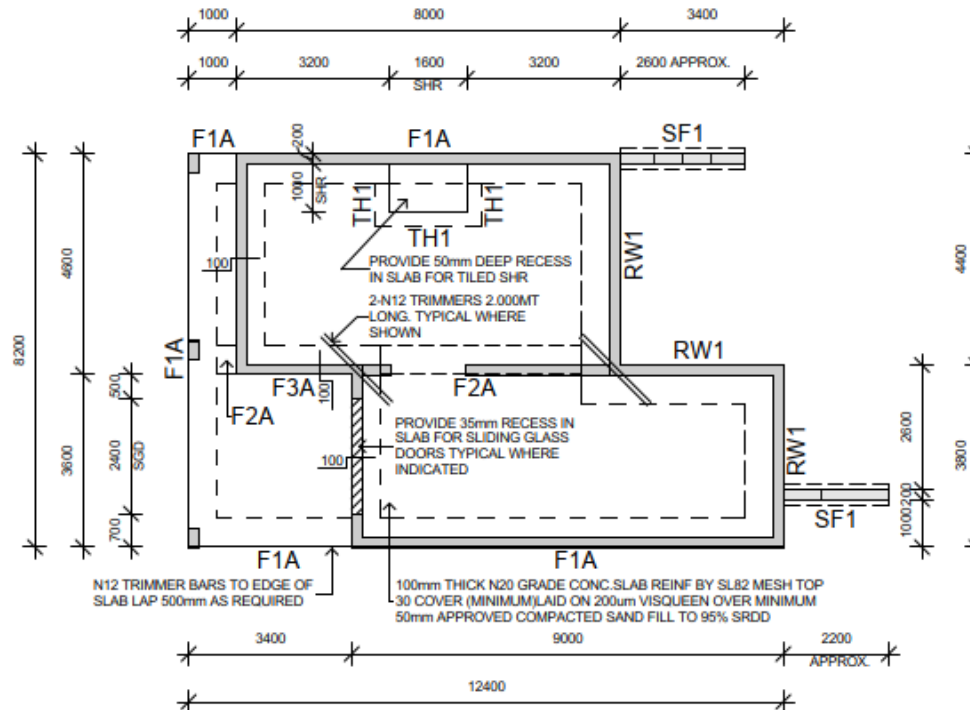 1000
8000
3400
1000
3200
1600
3200
2600 APPROX.
SHR
F1A
200
F1A
SF1
1000
SHR
TH1
TH1
TH1
RW1
4600
4400
8200
100
PROVIDE 50mm DEEP RECESS
IN SLAB FOR TILED SHR
2-N12 TRIMMERS 2.000MT
LONG. TYPICAL WHERE
SHOWN
F1A
RW1
F3A
100
F2A
500
F2A
PROVIDE 35mm RECESS IN
SLAB FOR SLIDING GLASS
DOORS TYPICAL WHERE
INDICATED
3600
2400
SGD
100
RW1
2600
3800
200
1000
SF1
700
F1A
F1A
N12 TRIMMER BARS TO EDGE OF
SLAB LAP 500mm AS REQUIRED
100mm THICK N20 GRADE CONC.SLAB REINF BY SL82 MESH TOP
30 COVER (MINIMUM)LAID ON 200um VISQUEEN OVER MINIMUM
50mm APPROVED COMPACTED SAND FILL TO 95% SRDD
3400
9000
2200
APPROX.
12400